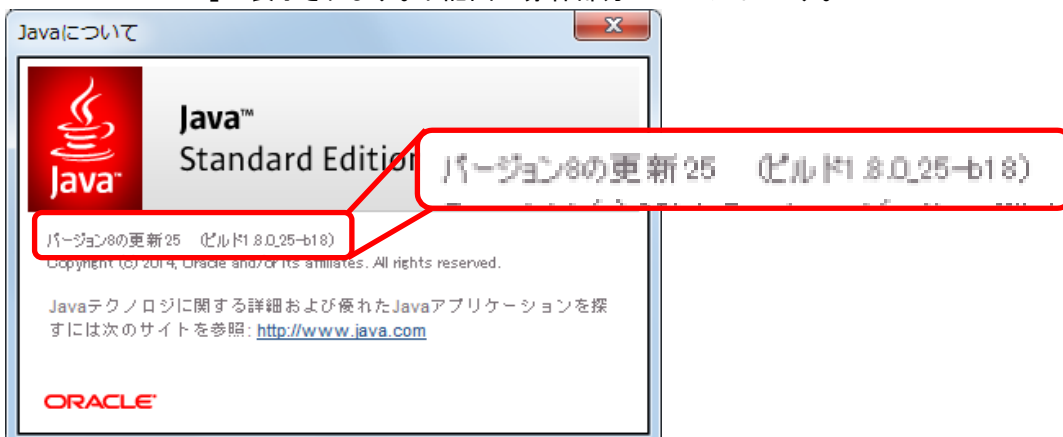 Javaについて
Java
Java™
Standard Edition
バージョン8の更新25 (ビルド1.8.0_25-b18)
バージョン8の更新25 (ビルド1.8.0_25-b18)
Copyright (c) 2014, Oracle and/or its affiliates. All rights reserved.
Javaテクノロジに関する詳細および優れたJavaアプリケーションを探
すには次のサイトを参照: http://www.java.com
ORACLE